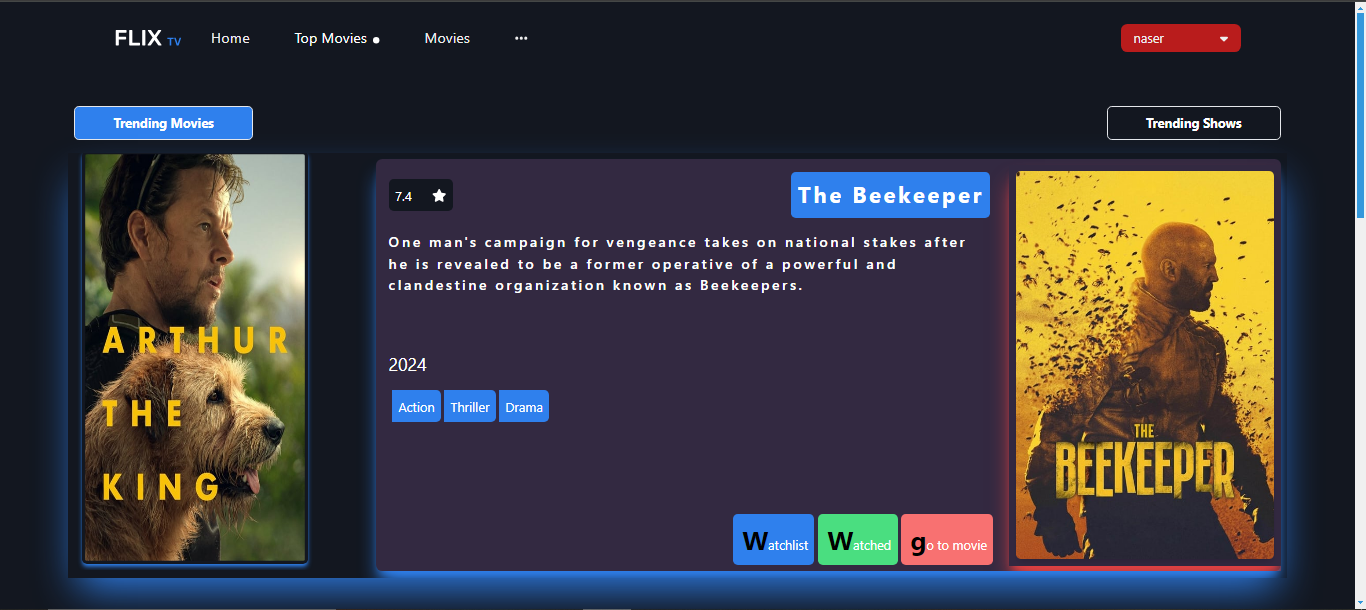 FLIX TV Home Top Movies Movies ••• naser
Trending Movies Trending Shows
ARTHUR
THE
KING
7.4 The Beekeeper
One man's campaign for vengeance takes on national stakes after
he is revealed to be a former operative of a powerful and
clandestine organization known as Beekeepers.
2024
Action Thriller Drama
Watchlist Watched go to movie
THE
BEEKEEPER